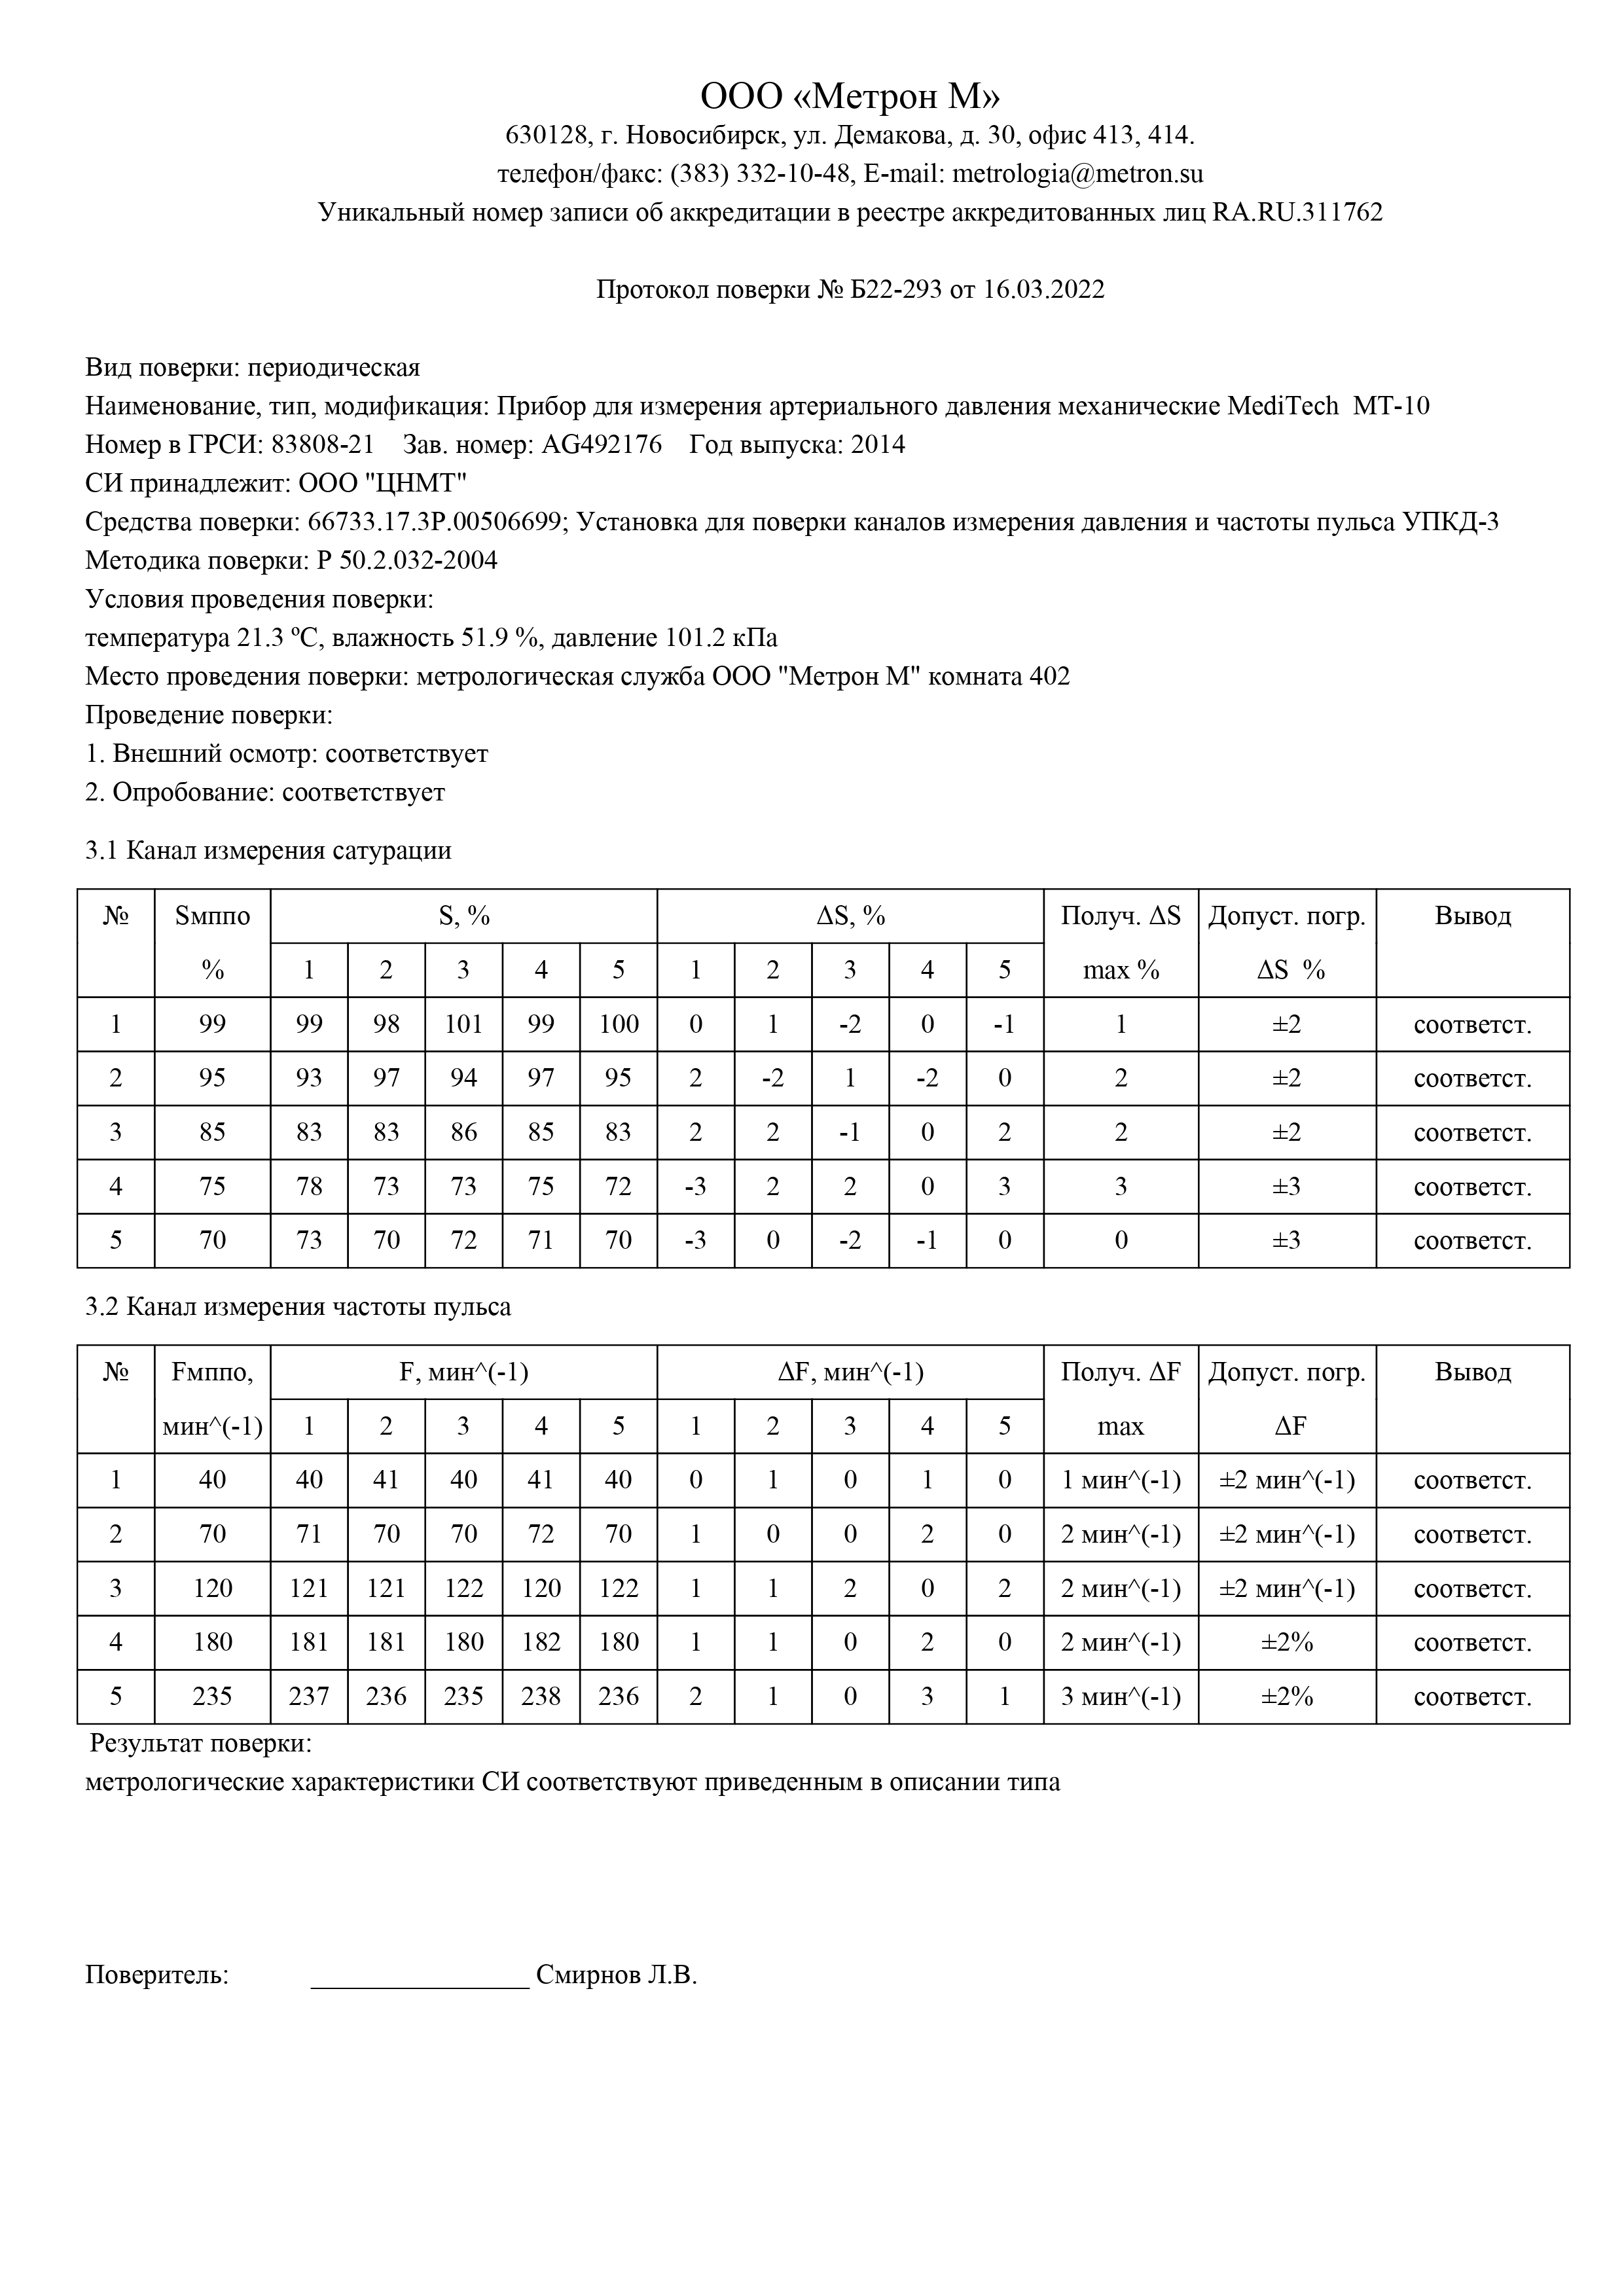 ООО «Метрон М»
630128, г. Новосибирск, ул. Демакова, д. 30, офис 413, 414.
телефон/факс: (383) 332-10-48, E-mail: metrologia@metron.su
Уникальный номер записи об аккредитации в реестре аккредитованных лиц RA.RU.311762
Протокол поверки № Б22-293 от 16.03.2022
Вид поверки: периодическая
Наименование, тип, модификация: Прибор для измерения артериального давления механические MediTech  МТ-10
Номер в ГРСИ: 83808-21    Зав. номер: AG492176    Год выпуска: 2014
СИ принадлежит: ООО "ЦНМТ"
Средства поверки: 66733.17.3Р.00506699; Установка для поверки каналов измерения давления и частоты пульса УПКД-3
Методика поверки: Р 50.2.032-2004
Условия проведения поверки:
температура 21.3 ºС, влажность 51.9 %, давление 101.2 кПа
Место проведения поверки: метрологическая служба ООО "Метрон М" комната 402
Проведение поверки:
1. Внешний осмотр: соответствует
2. Опробование: соответствует
3.1 Канал измерения сатурации
№ Sмппо S, % ΔS, % Получ. ΔS Допуст. погр. Вывод
% 1 2 3 4 5 1 2 3 4 5 max % ΔS  %
1 99 99 98 101 99 100 0 1 -2 0 -1 1 ±2 соответст.
2 95 93 97 94 97 95 2 -2 1 -2 0 2 ±2 соответст.
3 85 83 83 86 85 83 2 2 -1 0 2 2 ±2 соответст.
4 75 78 73 73 75 72 -3 2 2 0 3 3 ±3 соответст.
5 70 73 70 72 71 70 -3 0 -2 -1 0 0 ±3 соответст.
3.2 Канал измерения частоты пульса
№ Fмппо, F, мин^(-1) ΔF, мин^(-1) Получ. ΔF Допуст. погр. Вывод
мин^(-1) 1 2 3 4 5 1 2 3 4 5 max ΔF
1 40 40 41 40 41 40 0 1 0 1 0 1 мин^(-1) ±2 мин^(-1) соответст.
2 70 71 70 70 72 70 1 0 0 2 0 2 мин^(-1) ±2 мин^(-1) соответст.
3 120 121 121 122 120 122 1 1 2 0 2 2 мин^(-1) ±2 мин^(-1) соответст.
4 180 181 181 180 182 180 1 1 0 2 0 2 мин^(-1) ±2% соответст.
5 235 237 236 235 238 236 2 1 0 3 1 3 мин^(-1) ±2% соответст.
Результат поверки:
метрологические характеристики СИ соответствуют приведенным в описании типа
Поверитель: ________________ Смирнов Л.В.